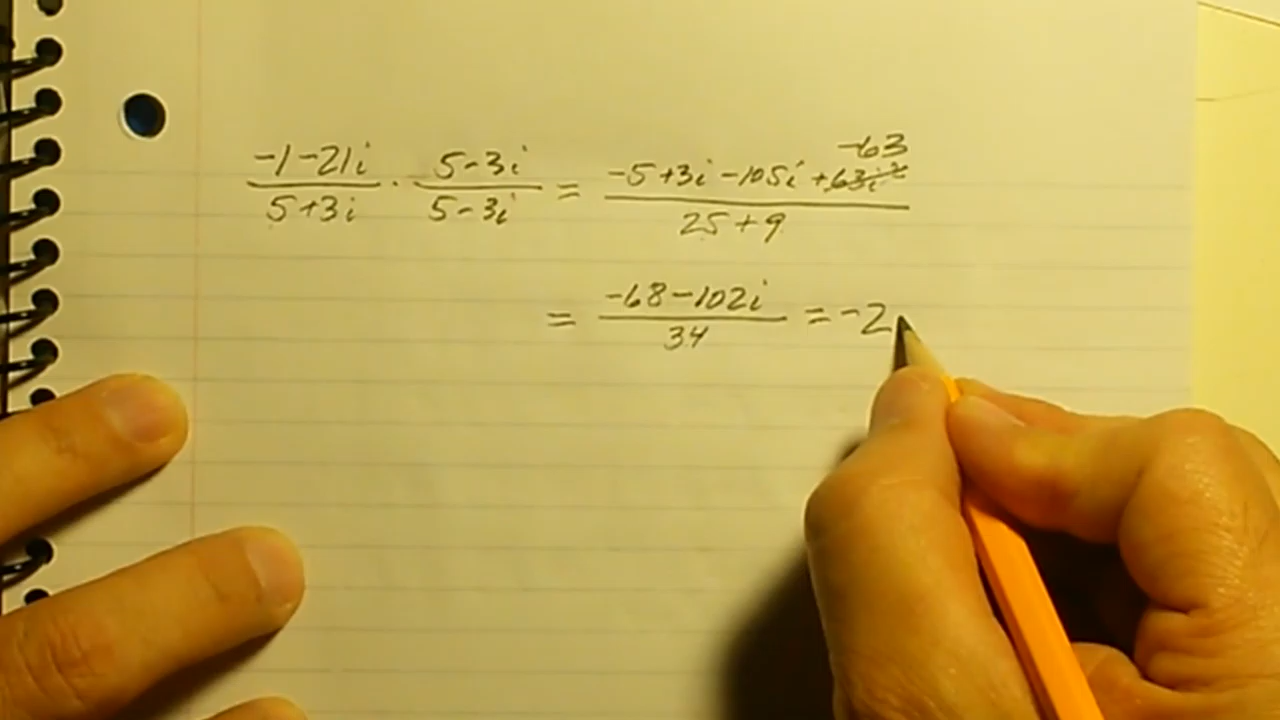 -63
-1-21i / 5+3i · 5-3i / 5-3i = -5+3i-105i+63i² / 25+9
= -68-102i / 34 = -2